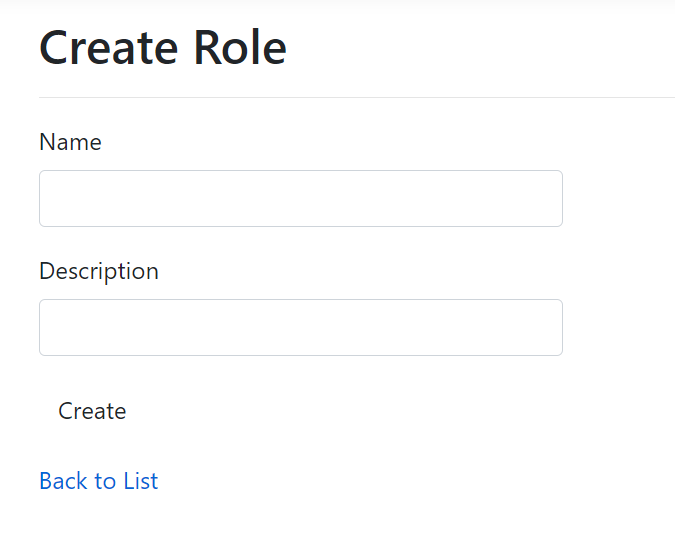 Create Role
Name
Description
Create
Back to List